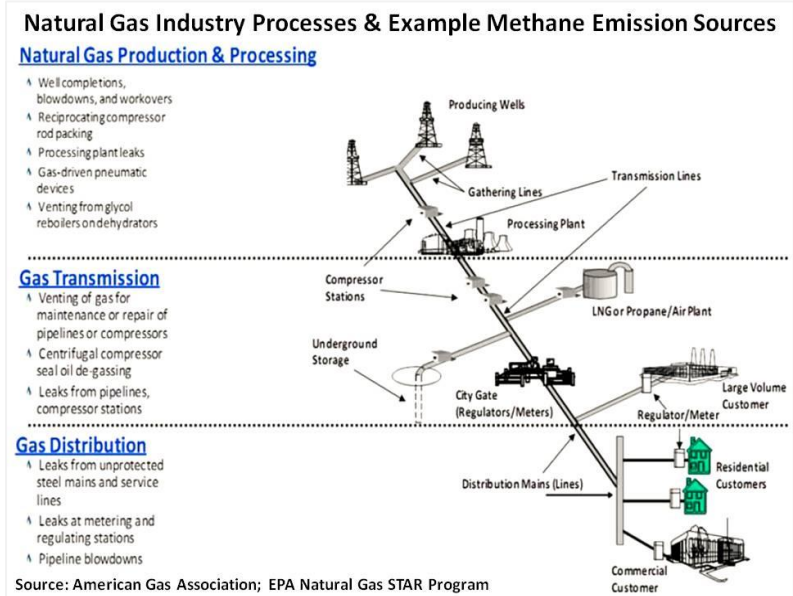 Natural Gas Industry Processes & Example Methane Emission Sources
Natural Gas Production & Processing
Well completions,
blowdowns, and workovers
Reciprocating compressor
rod packing
Processing plant leaks
Gas-driven pneumatic
devices
Venting from glycol
reboilers on dehydrators
Producing Wells
Gathering Lines
Transmission Lines
Processing Plant
Gas Transmission
Venting of gas for
maintenance or repair of
pipelines or compressors
Centrifugal compressor
seal oil de-gassing
Leaks from pipelines,
compressor stations
Compressor
Stations
LNG or Propane/Air Plant
Underground
Storage
City Gate
(Regulators/Meters)
Large Volume
Customer
Regulator/Meter
Gas Distribution
Leaks from unprotected
steel mains and service
lines
Leaks at metering and
regulating stations
Pipeline blowdowns
Distribution Mains (Lines)
Residential
Customers
Commercial
Customer
Source: American Gas Association; EPA Natural Gas STAR Program